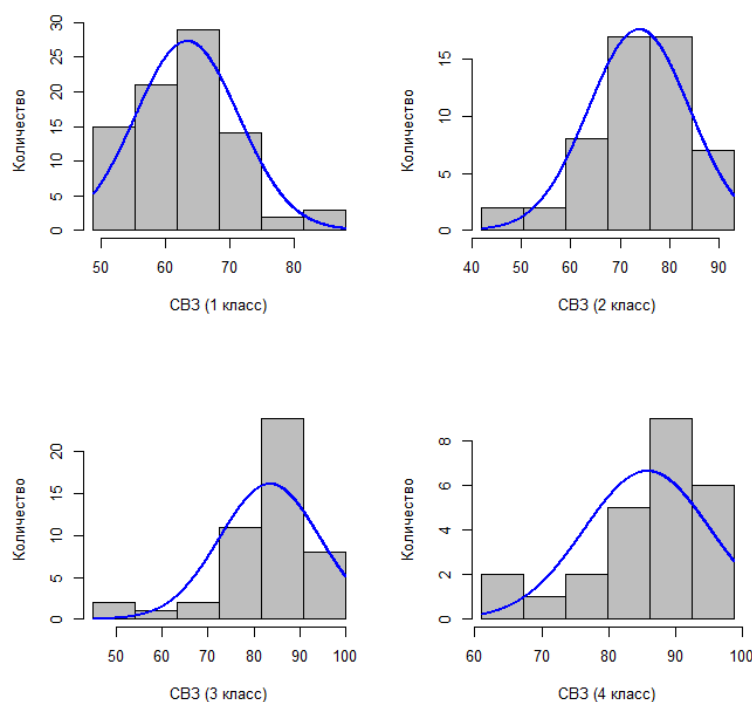 Количество
0 5 10 15 20 25 30
50 60 70 80
СВЗ (1 класс)
Количество
0 5 10 15
40 50 60 70 80 90
СВЗ (2 класс)
Количество
0 5 10 15 20
50 60 70 80 90 100
СВЗ (3 класс)
Количество
0 2 4 6 8
60 70 80 90 100
СВЗ (4 класс)